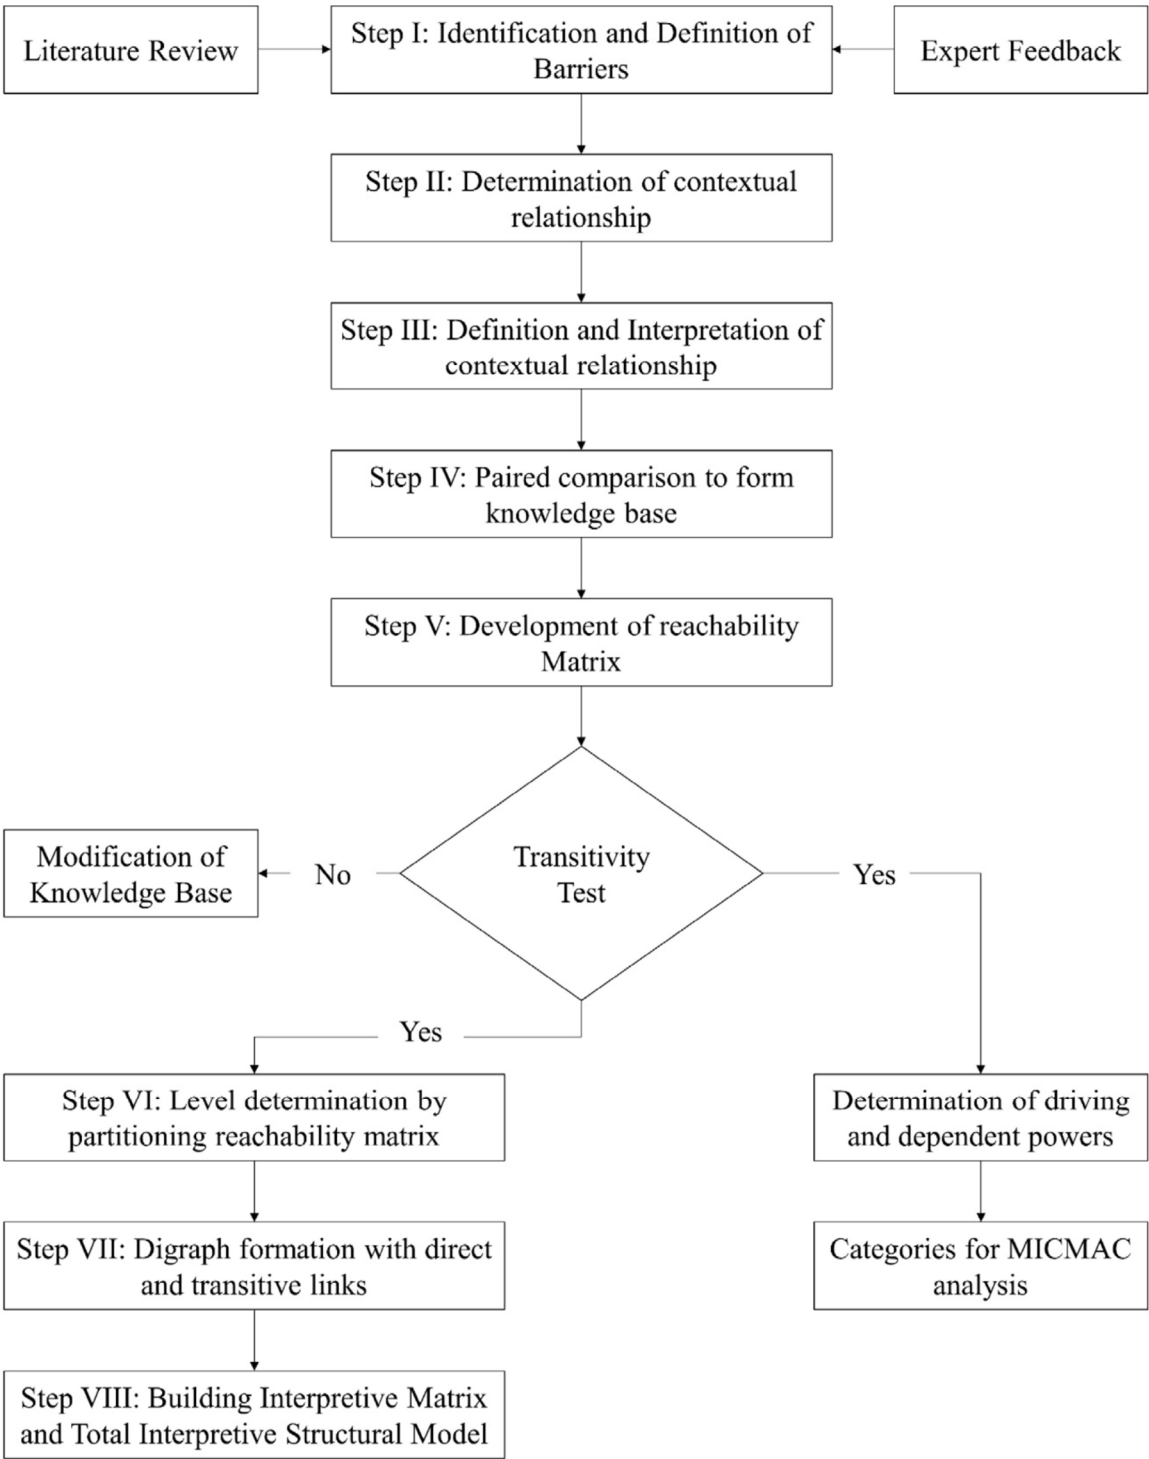 Literature Review
Step I: Identification and Definition of
Barriers
Expert Feedback
Step II: Determination of contextual
relationship
Step III: Definition and Interpretation of
contextual relationship
Step IV: Paired comparison to form
knowledge base
Step V: Development of reachability
Matrix
Modification of
Knowledge Base
No
Transitivity
Test
Yes
Yes
Step VI: Level determination by
partitioning reachability matrix
Determination of driving
and dependent powers
Step VII: Digraph formation with direct
and transitive links
Categories for MICMAC
analysis
Step VIII: Building Interpretive Matrix
and Total Interpretive Structural Model